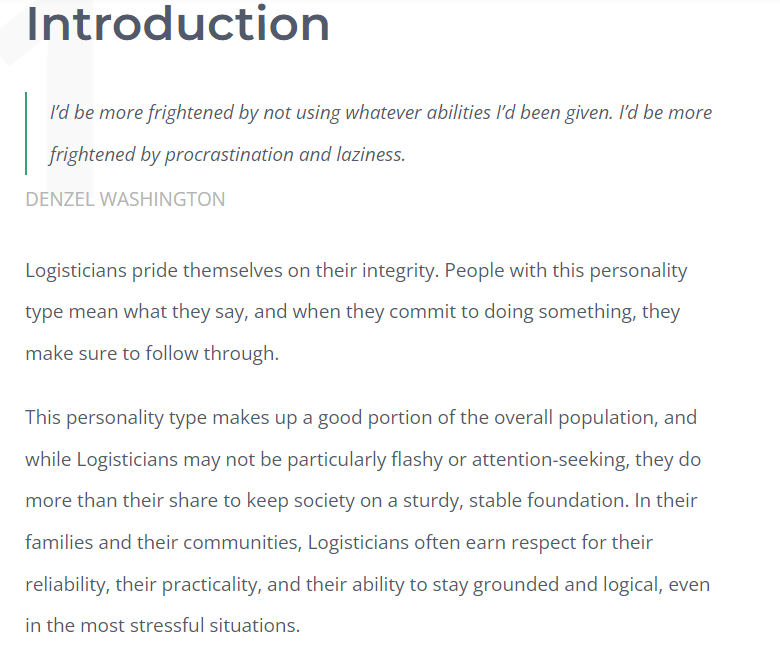 Introduction
I’d be more frightened by not using whatever abilities I’d been given. I’d be more
frightened by procrastination and laziness.
DENZEL WASHINGTON
Logisticians pride themselves on their integrity. People with this personality
type mean what they say, and when they commit to doing something, they
make sure to follow through.
This personality type makes up a good portion of the overall population, and
while Logisticians may not be particularly flashy or attention-seeking, they do
more than their share to keep society on a sturdy, stable foundation. In their
families and their communities, Logisticians often earn respect for their
reliability, their practicality, and their ability to stay grounded and logical, even
in the most stressful situations.